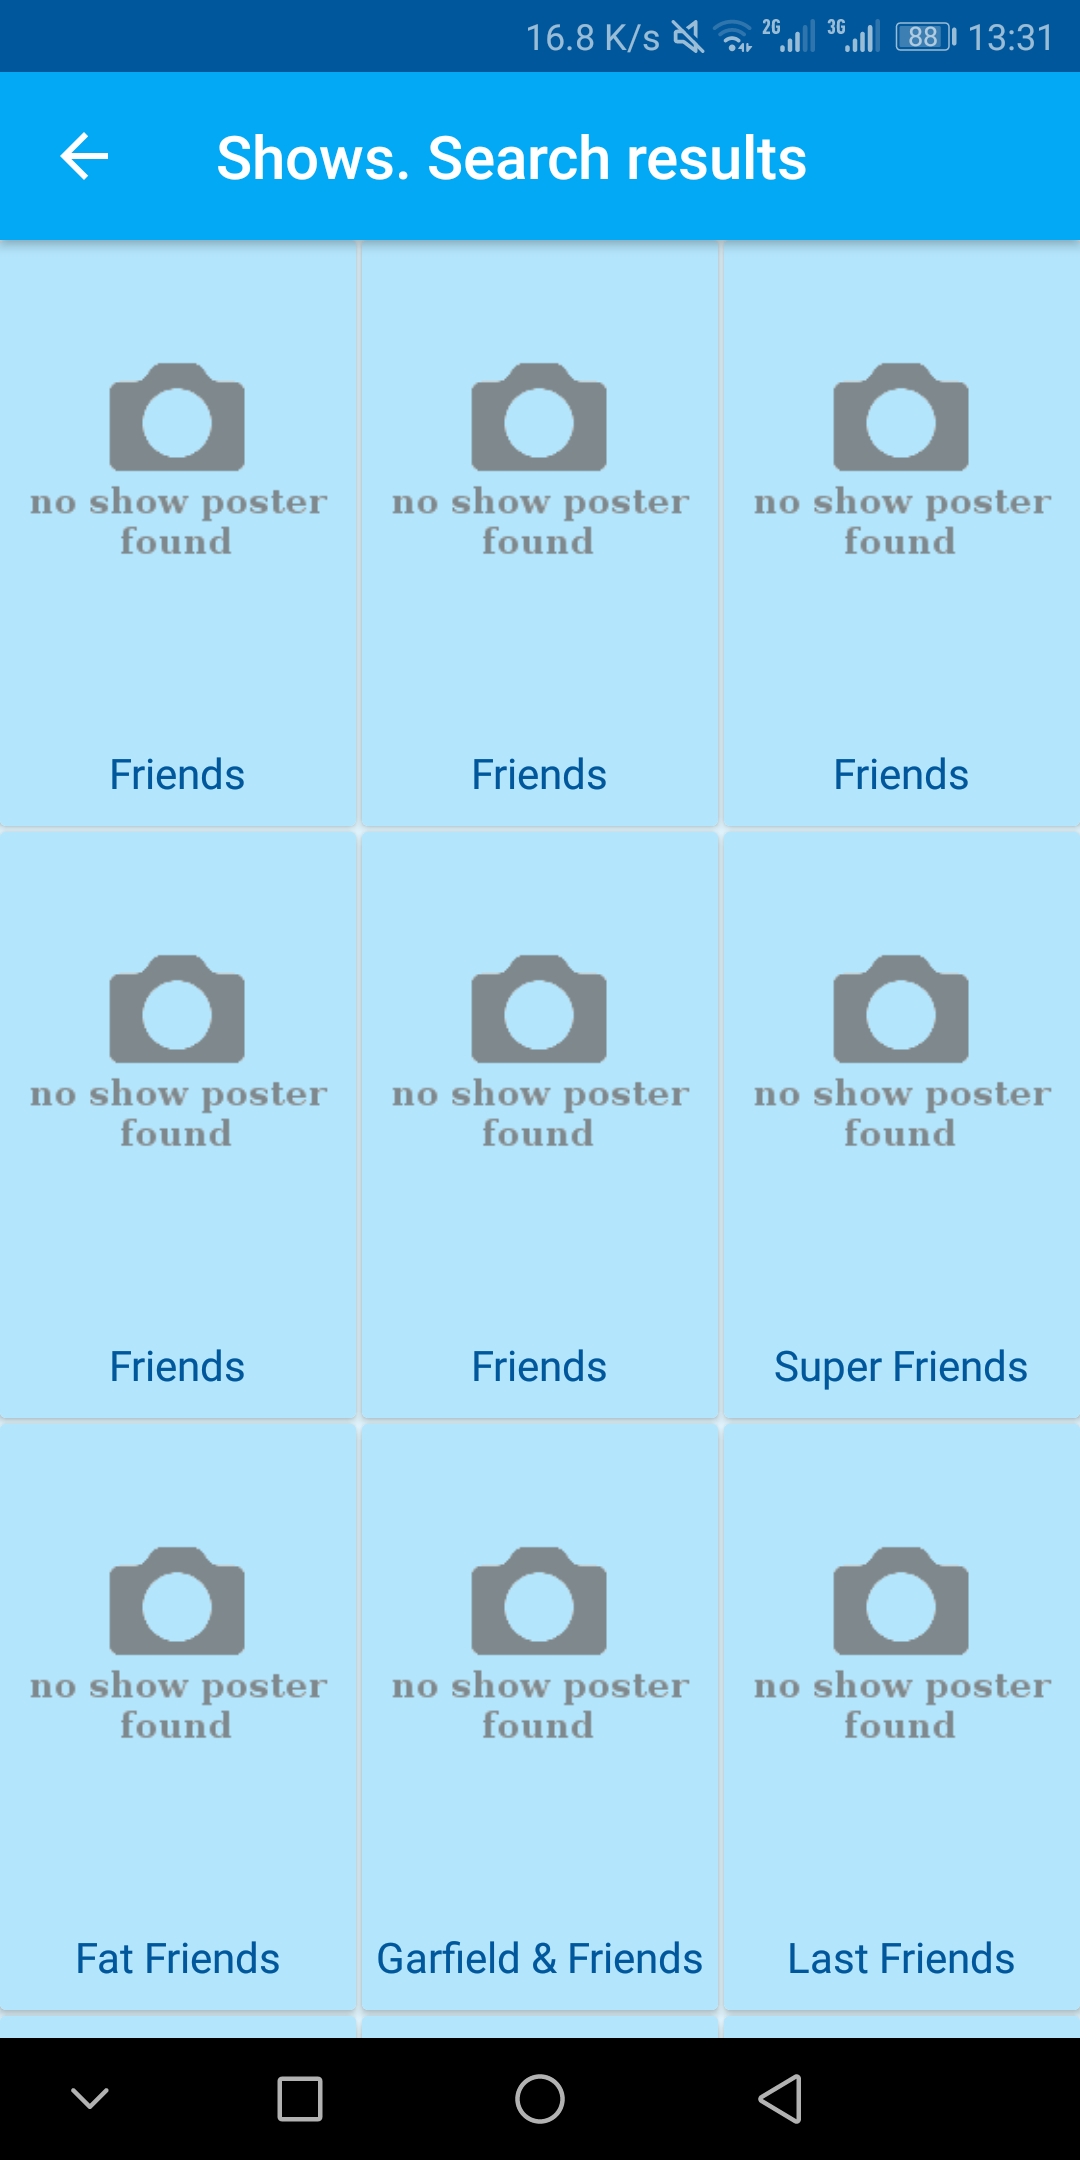 16.8 K/s 2G 3G 88 13:31
Shows. Search results
no show poster
found
no show poster
found
no show poster
found
Friends
Friends
Friends
no show poster
found
no show poster
found
no show poster
found
Friends
Friends
Super Friends
no show poster
found
no show poster
found
no show poster
found
Fat Friends
Garfield & Friends
Last Friends